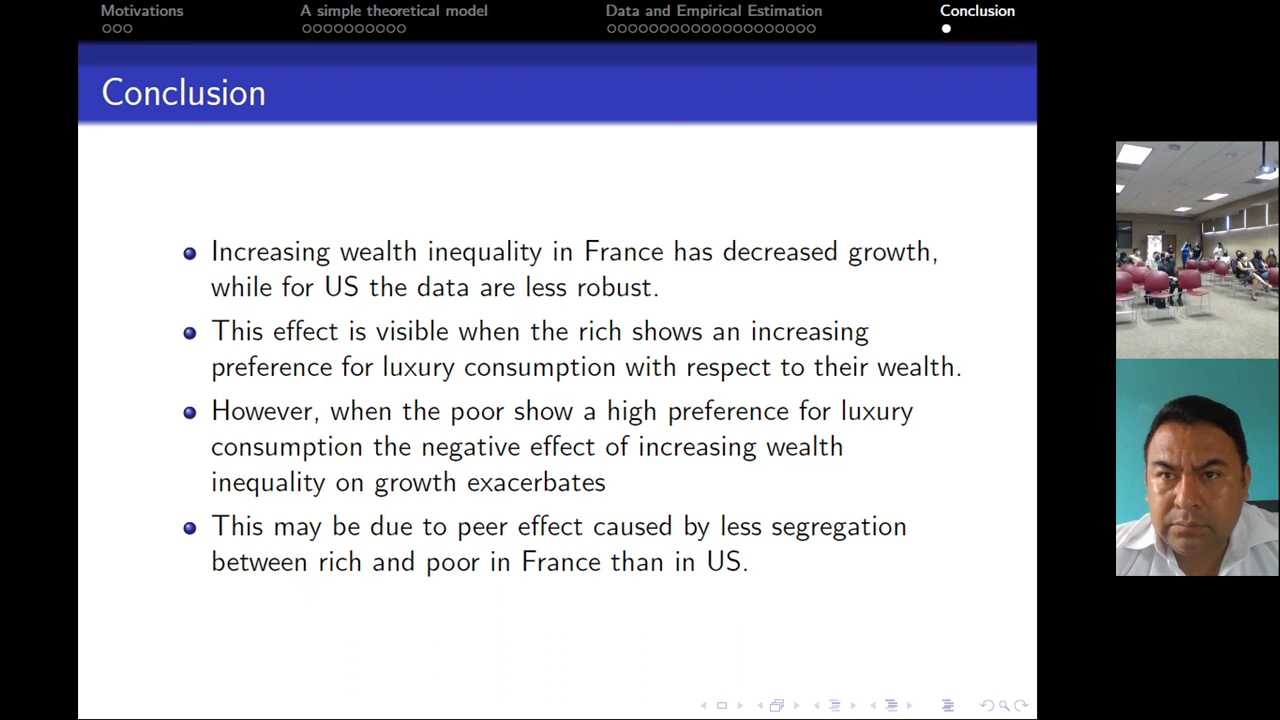 Motivations
A simple theoretical model
Data and Empirical Estimation
Conclusion
Conclusion
Increasing wealth inequality in France has decreased growth,
while for US the data are less robust.
This effect is visible when the rich shows an increasing
preference for luxury consumption with respect to their wealth.
However, when the poor show a high preference for luxury
consumption the negative effect of increasing wealth
inequality on growth exacerbates
This may be due to peer effect caused by less segregation
between rich and poor in France than in US.